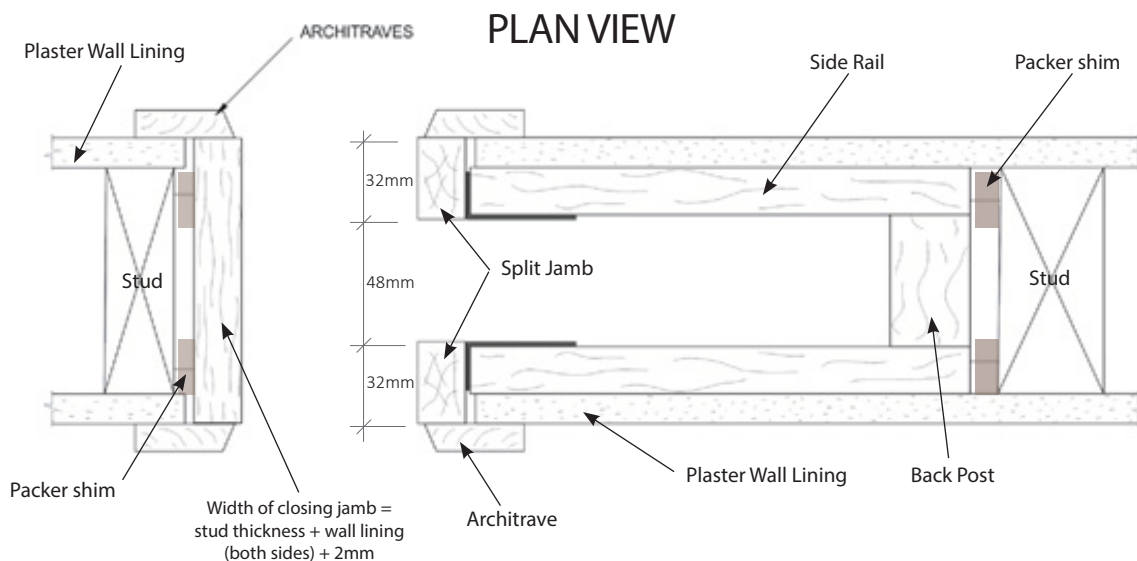 PLAN VIEW
ARCHITRAVES
Plaster Wall Lining
Side Rail
Packer shim
32mm
Stud
48mm
Split Jamb
Stud
32mm
Packer shim
Plaster Wall Lining
Back Post
Width of closing jamb =
stud thickness + wall lining
(both sides) + 2mm
Architrave